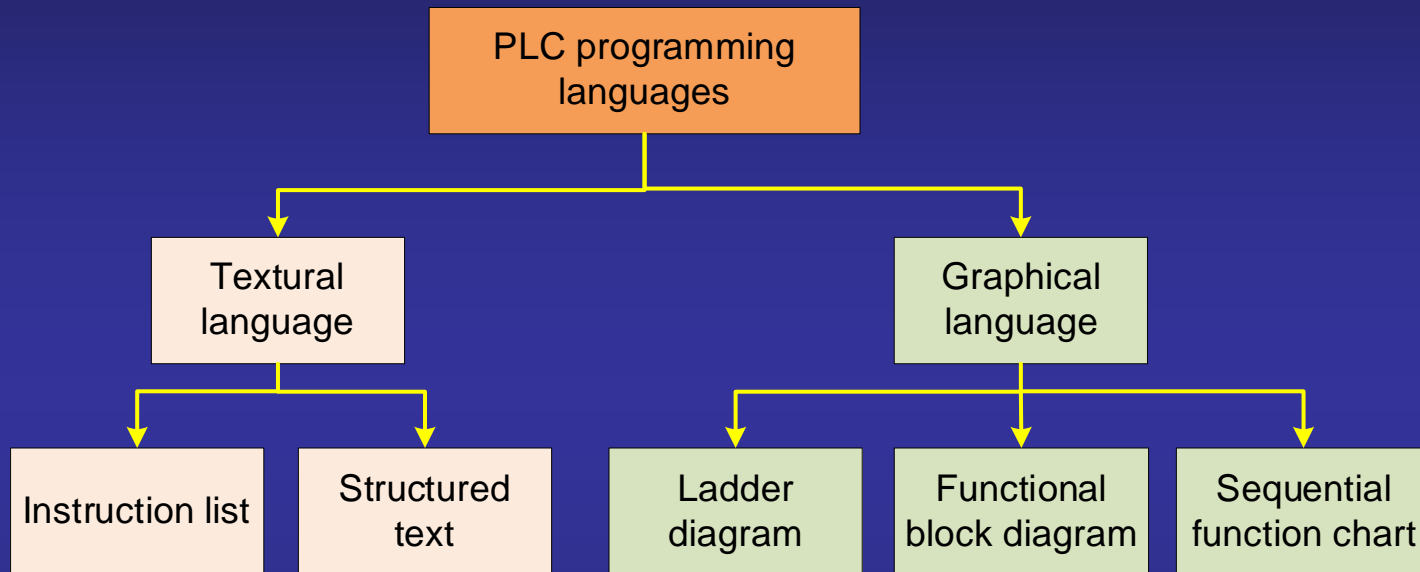 PLC programming
languages
Textural
language
Graphical
language
Instruction list
Structured
text
Ladder
diagram
Functional
block diagram
Sequential
function chart